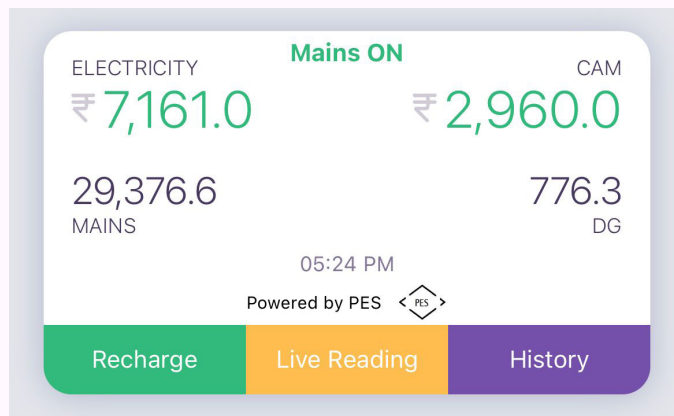 Mains ON
ELECTRICITY CAM
₹ 7,161.0 ₹ 2,960.0
29,376.6 776.3
MAINS DG
05:24 PM
Powered by PES <PES>
Recharge Live Reading History